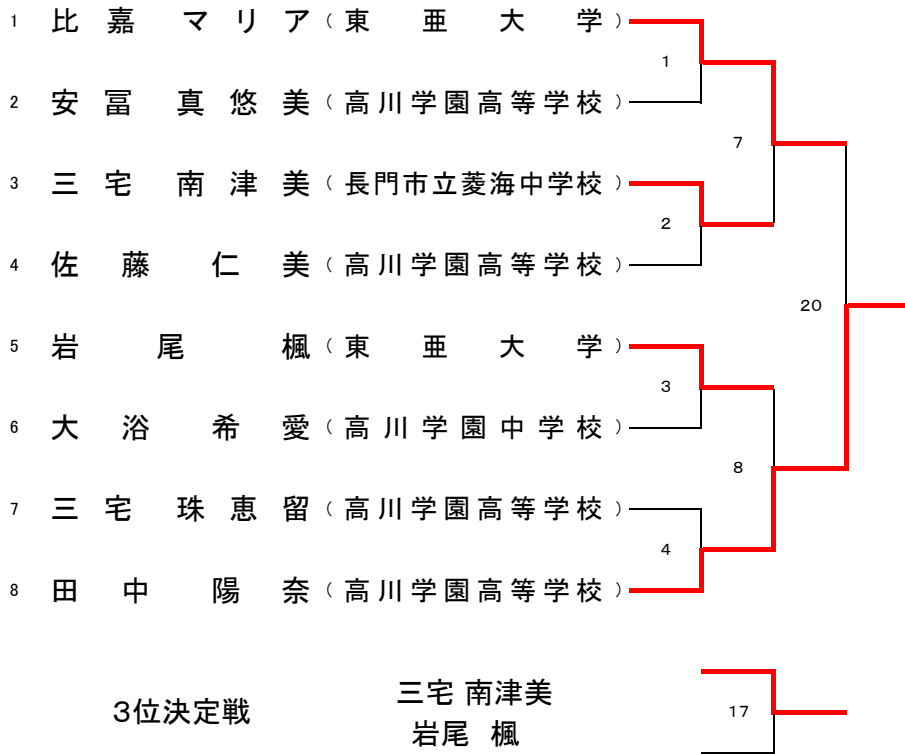 1 比嘉 マリア (東亜大学)
1
2 安冨 真悠美 (高川学園高等学校)
7
3 三宅 南津美 (長門市立菱海中学校)
2
4 佐藤 仁美 (高川学園高等学校)
20
5 岩尾 楓 (東亜大学)
3
6 大浴 希愛 (高川学園中学校)
8
7 三宅 珠恵留 (高川学園高等学校)
4
8 田中 陽奈 (高川学園高等学校)
3位決定戦
三宅 南津美
岩尾 楓
17